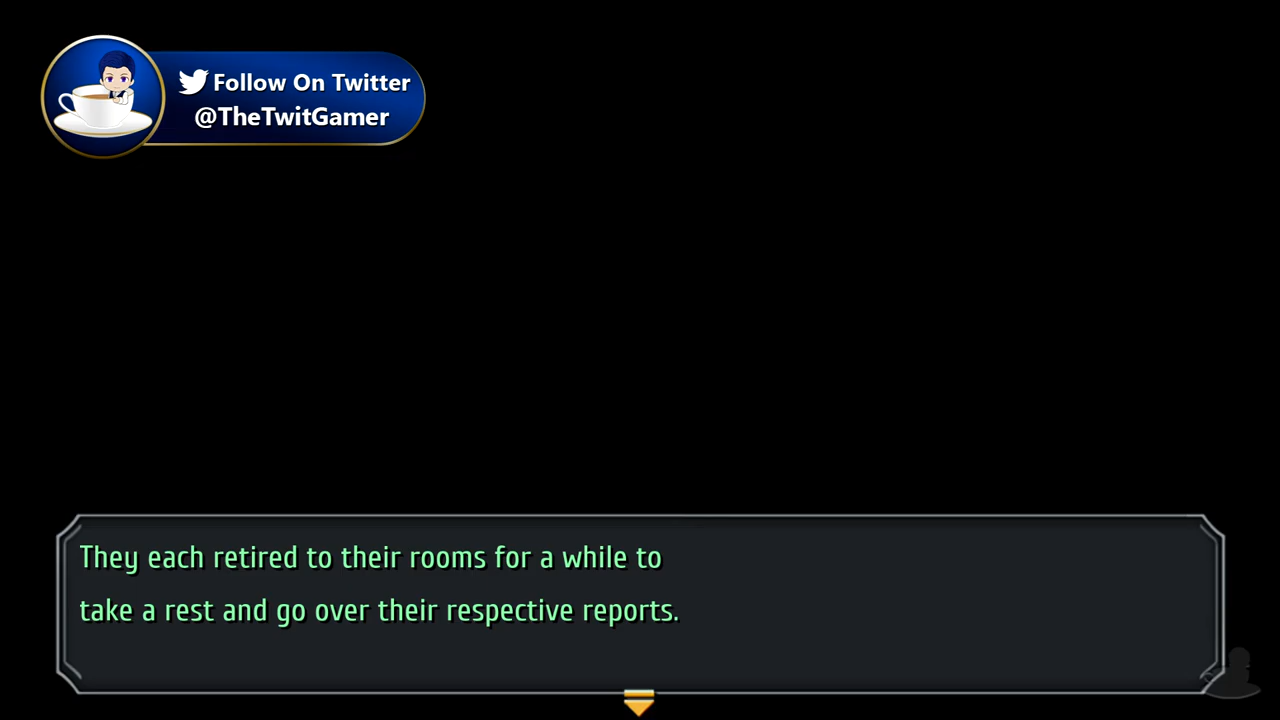 Follow On Twitter
@TheTwitGamer
They each retired to their rooms for a while to
take a rest and go over their respective reports.